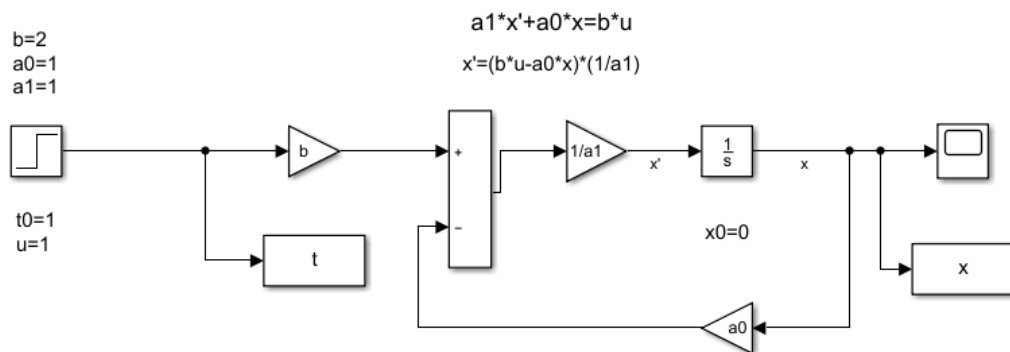 a1*x'+a0*x=b*u
x'=(b*u-a0*x)*(1/a1)
b=2
a0=1
a1=1
b
+
1/a1
x'
1
s
x
−
t0=1
u=1
t
x0=0
x
a0